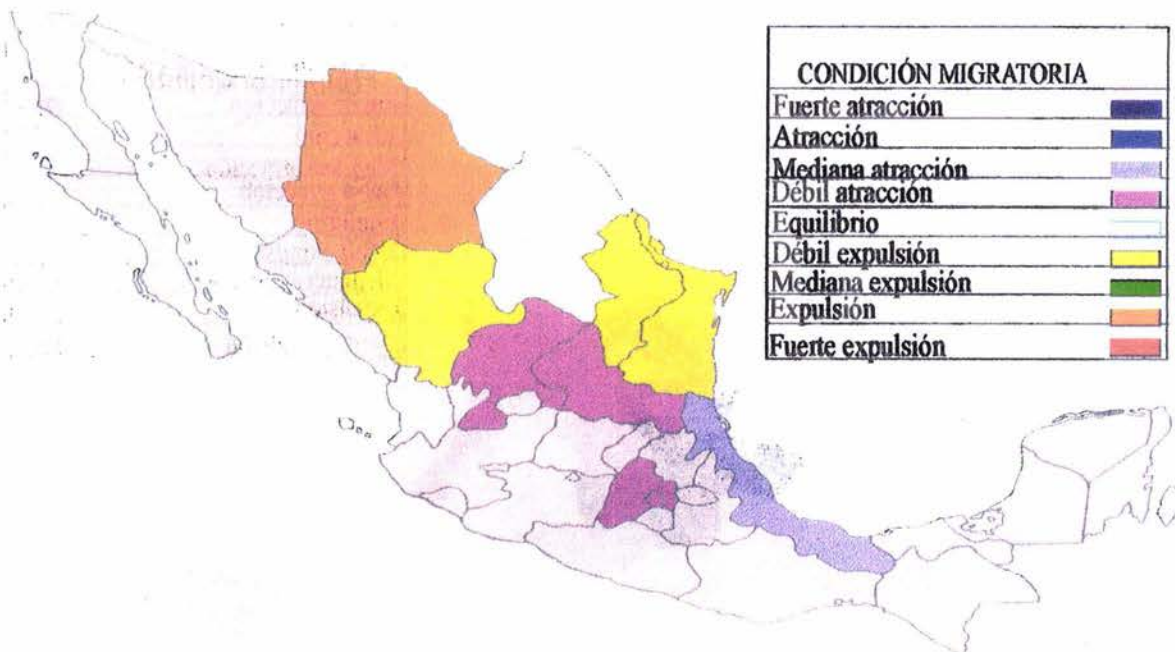 CONDICIÓN MIGRATORIA
Fuerte atracción
Atracción
Mediana atracción
Débil atracción
Equilibrio
Débil expulsión
Mediana expulsión
Expulsión
Fuerte expulsión